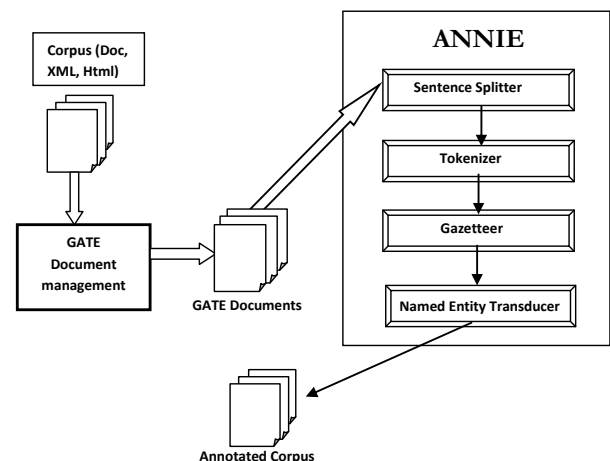 Corpus (Doc,
XML, Html)
GATE
Document
management
GATE Documents
ANNIE
Sentence Splitter
Tokenizer
Gazetteer
Named Entity Transducer
Annotated Corpus